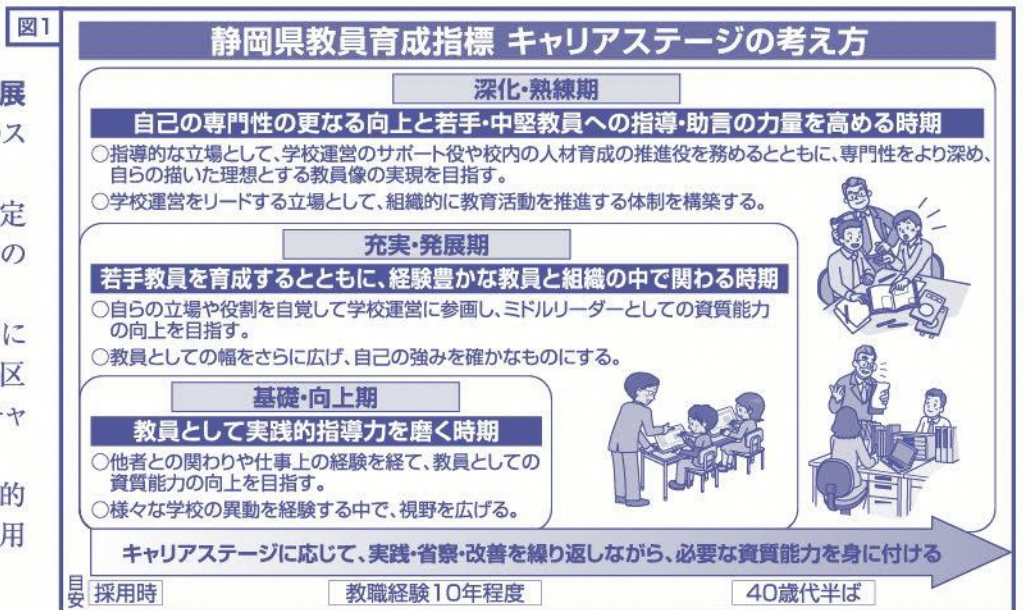 図1
静岡県教員育成指標 キャリアステージの考え方
深化・熟練期
自己の専門性の更なる向上と若手・中堅教員への指導・助言の力量を高める時期
○指導的な立場として、学校運営のサポート役や校内の人材育成の推進役を務めるとともに、専門性をより深め、
自らの描いた理想とする教員像の実現を目指す。
○学校運営をリードする立場として、組織的に教育活動を推進する体制を構築する。
充実・発展期
若手教員を育成するとともに、経験豊かな教員と組織の中で関わる時期
○自らの立場や役割を自覚して学校運営に参画し、ミドルリーダーとしての資質能力
の向上を目指す。
○教員としての幅をさらに広げ、自己の強みを確かなものにする。
基礎・向上期
教員として実践的指導力を磨く時期
○他者との関わりや仕事上の経験を経て、教員としての
資質能力の向上を目指す。
○様々な学校の異動を経験する中で、視野を広げる。
キャリアステージに応じて、実践・省察・改善を繰り返しながら、必要な資質能力を身に付ける
目安
採用時
教職経験10年程度
40歳代半ば
展
ス
定
の
に
区
ャ
的
用